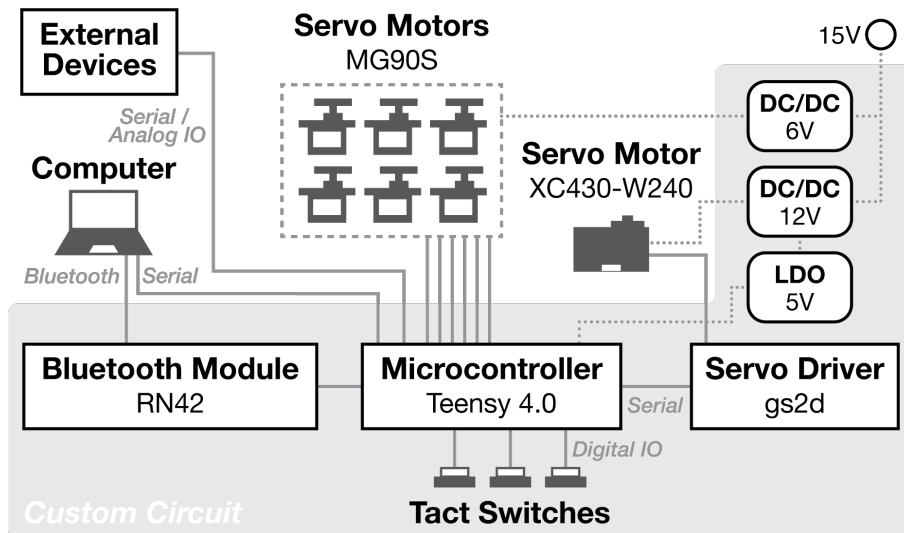 External
Devices
Servo Motors
MG90S
15V
Serial /
Analog IO
DC/DC
6V
Computer
Servo Motor
XC430-W240
DC/DC
12V
Bluetooth
Serial
LDO
5V
Bluetooth Module
RN42
Microcontroller
Teensy 4.0
Serial
Servo Driver
gs2d
Digital IO
Custom Circuit
Tact Switches